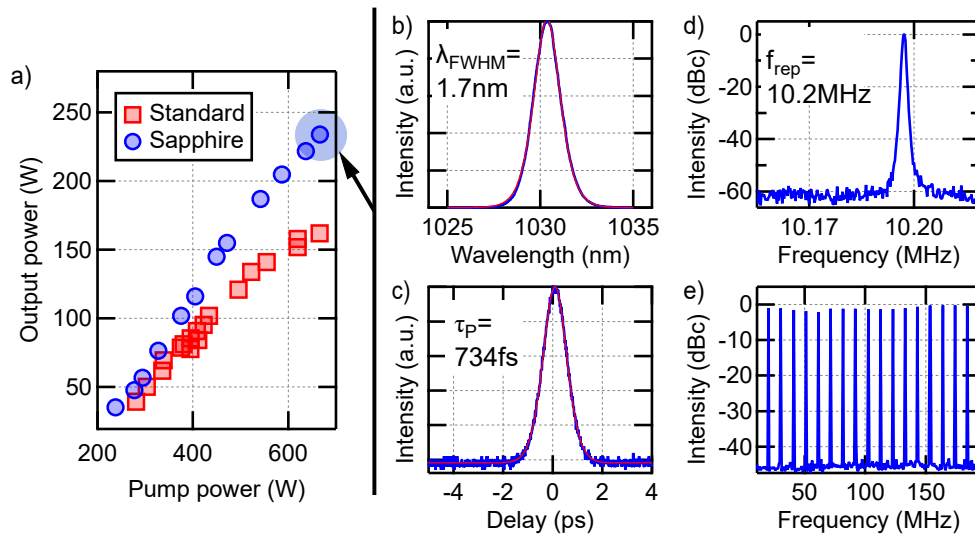 a)
Standard
Sapphire
250
200
150
100
50
200
400
600
Output power (W)
Pump power (W)
b)
λFWHM=
1.7nm
Intensity (a.u.)
1025
1030
1035
Wavelength (nm)
c)
τP=
734fs
Intensity (a.u.)
-4
-2
0
2
4
Delay (ps)
d)
frep=
10.2MHz
0
-20
-40
-60
Intensity (dBc)
10.17
10.20
Frequency (MHz)
e)
0
-10
-20
-30
-40
Intensity (dBc)
50
100
150
Frequency (MHz)